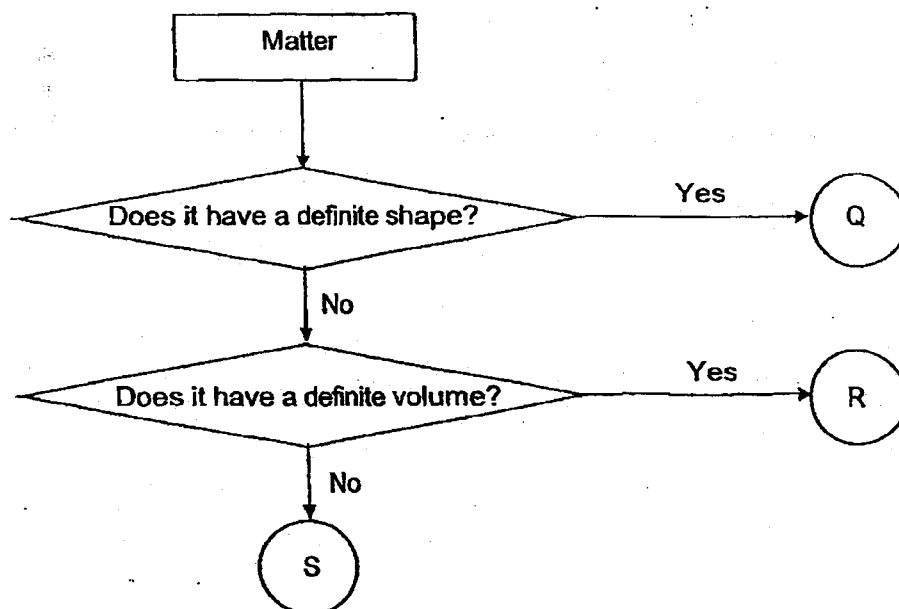 Matter
Does it have a definite shape?
Yes
Q
No
Does it have a definite volume?
Yes
R
No
S